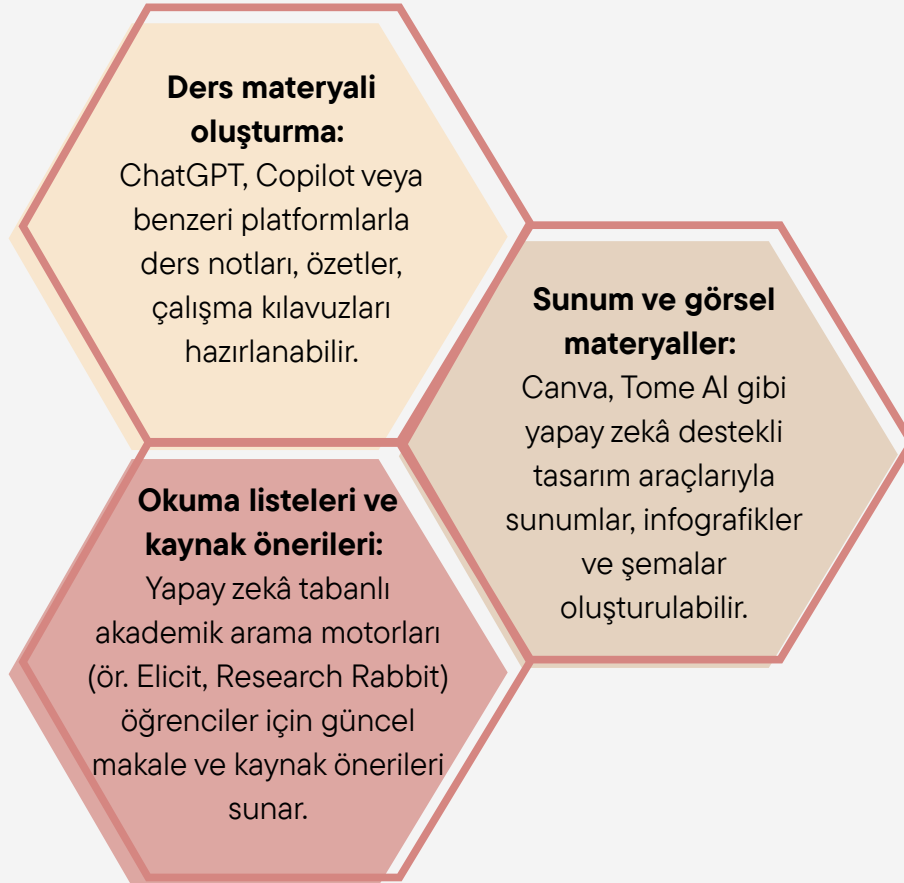 Ders materyali
oluşturma:
ChatGPT, Copilot veya
benzeri platformlarla
ders notları, özetler,
çalışma kılavuzları
hazırlanabilir.
Sunum ve görsel
materyaller:
Canva, Tome AI gibi
yapay zekâ destekli
tasarım araçlarıyla
sunumlar, infografikler
ve şemalar
oluşturulabilir.
Okuma listeleri ve
kaynak önerileri:
Yapay zekâ tabanlı
akademik arama motorları
(ör. Elicit, Research Rabbit)
öğrenciler için güncel
makale ve kaynak önerileri
sunar.